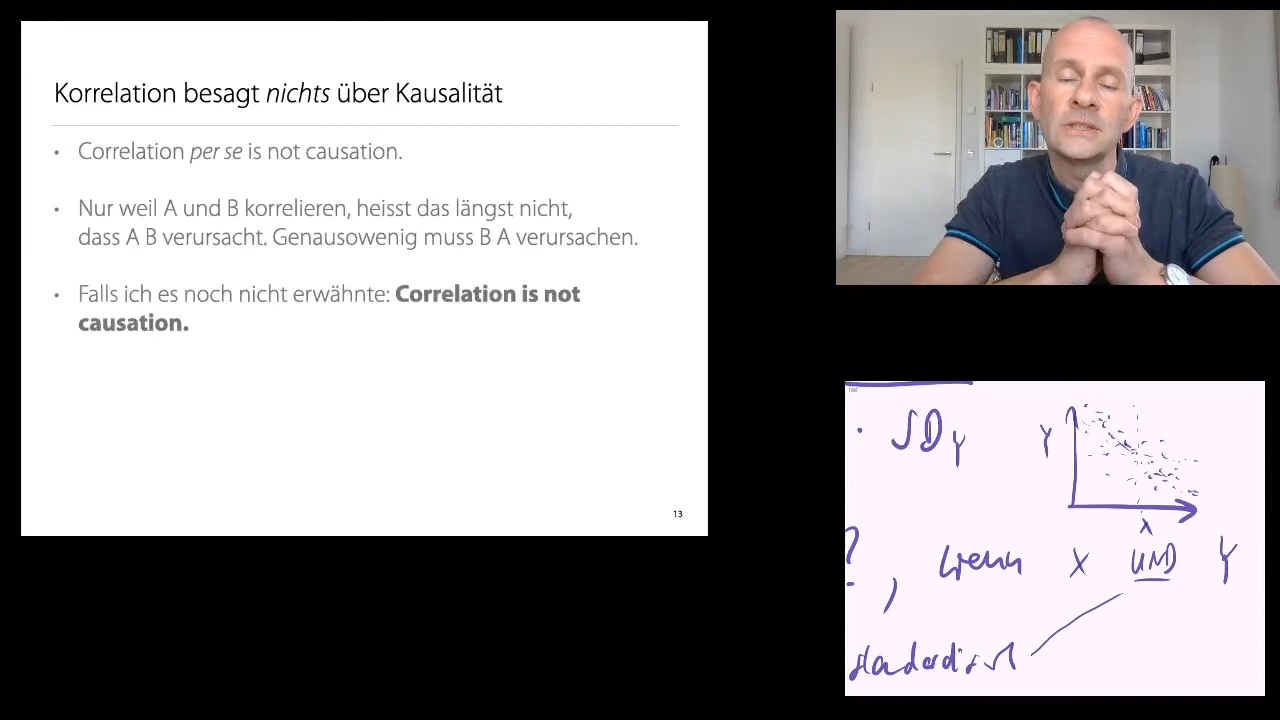 Korrelation besagt nichts über Kausalität
• Correlation per se is not causation.
• Nur weil A und B korrelieren, heisst das längst nicht,
dass A B verursacht. Genausowenig muss B A verursachen.
• Falls ich es noch nicht erwähnte: Correlation is not
causation.
13
· SD Y
Y
X
? , wenn X UND Y
standardisiert